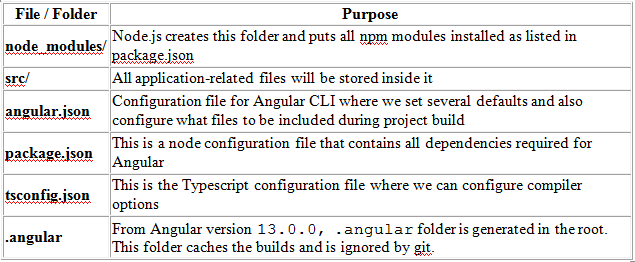 File / Folder Purpose
node_modules/ Node.js creates this folder and puts all npm modules installed as listed in
package.json
src/ All application-related files will be stored inside it
angular.json Configuration file for Angular CLI where we set several defaults and also
configure what files to be included during project build
package.json This is a node configuration file that contains all dependencies required for
Angular
tsconfig.json This is the Typescript configuration file where we can configure compiler
options
.angular From Angular version 13.0.0, .angular folder is generated in the root.
This folder caches the builds and is ignored by git.